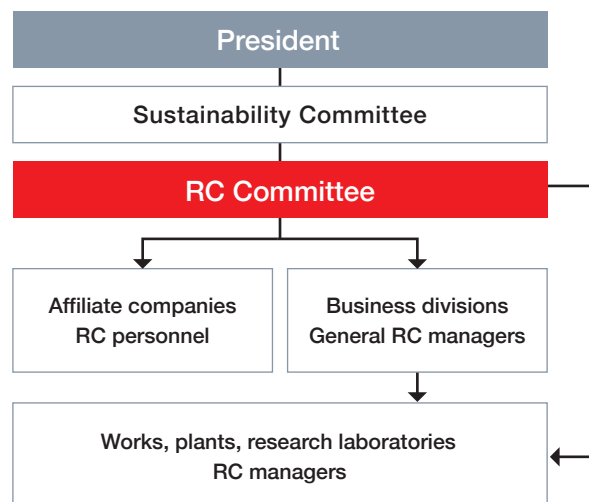 President
Sustainability Committee
RC Committee
Affiliate companies
RC personnel
Business divisions
General RC managers
Works, plants, research laboratories
RC managers